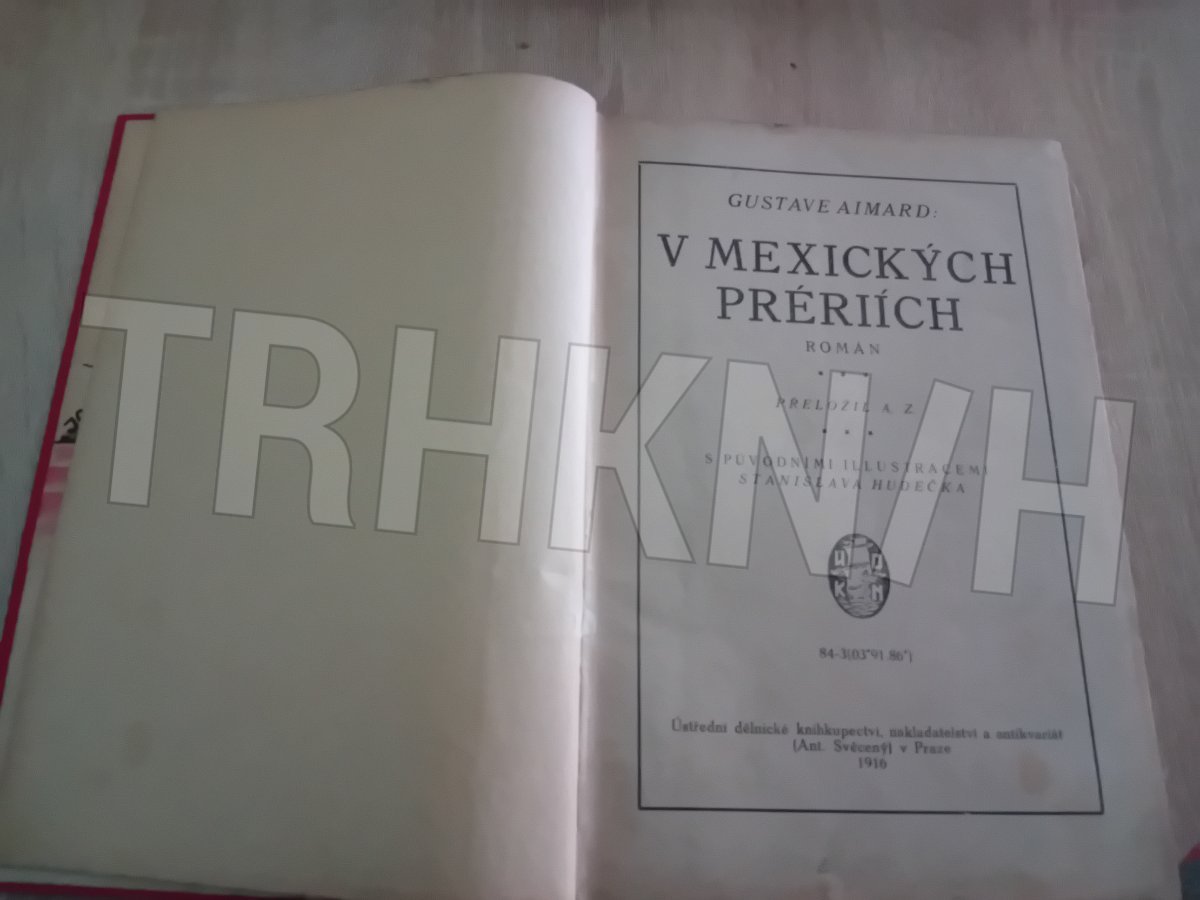 GUSTAVE AIMARD:
V MEXICKÝCH
PRÉRIÍCH
ROMÁN
PŘELOŽIL A. Z.
S PŮVODNÍMI ILLUSTRACEMI
STANISLAVA HUDEČKA
84-3(03"91.86")
Ústřední dělnické knihkupectví, nakladatelství a antikvariát
(Ant. Svěcený) v Praze
1916
TRHKNIH